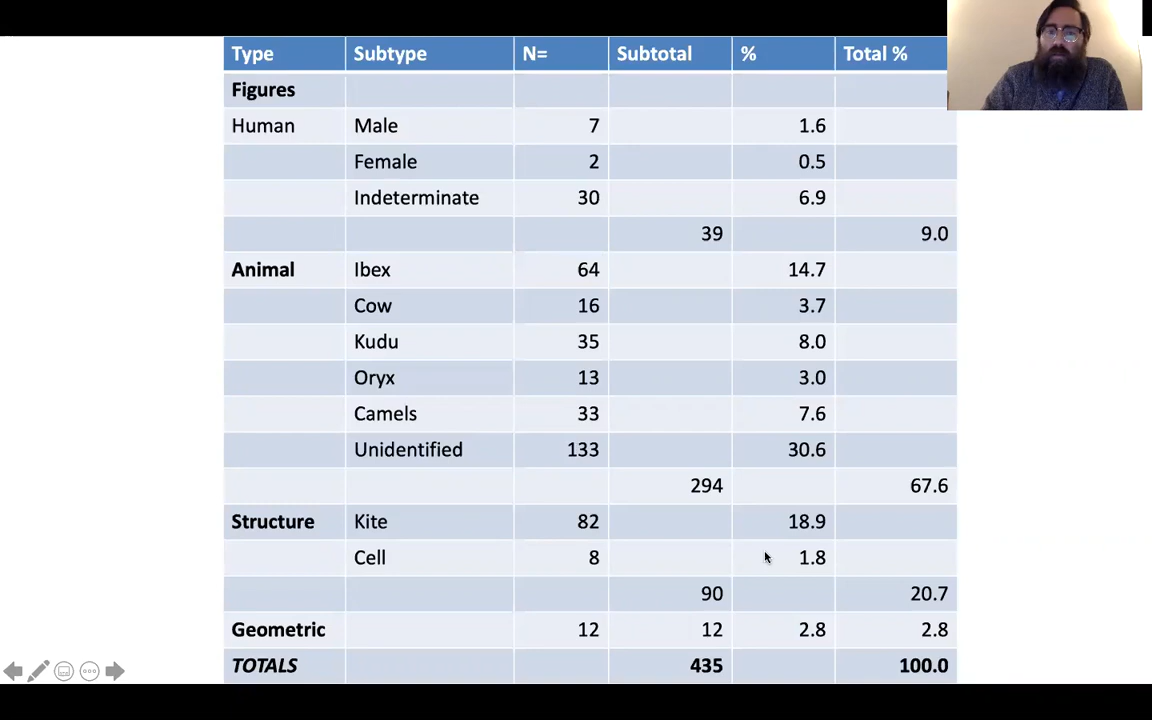 Type Subtype N= Subtotal % Total %
Figures
Human Male 7 1.6
Female 2 0.5
Indeterminate 30 6.9
39 9.0
Animal Ibex 64 14.7
Cow 16 3.7
Kudu 35 8.0
Oryx 13 3.0
Camels 33 7.6
Unidentified 133 30.6
294 67.6
Structure Kite 82 18.9
Cell 8 1.8
90 20.7
Geometric 12 12 2.8 2.8
TOTALS 435 100.0